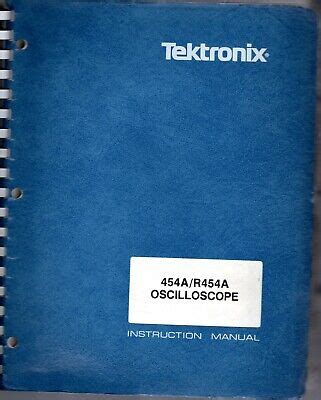 Tektronix®
454A/R454A
OSCILLOSCOPE
INSTRUCTION MANUAL